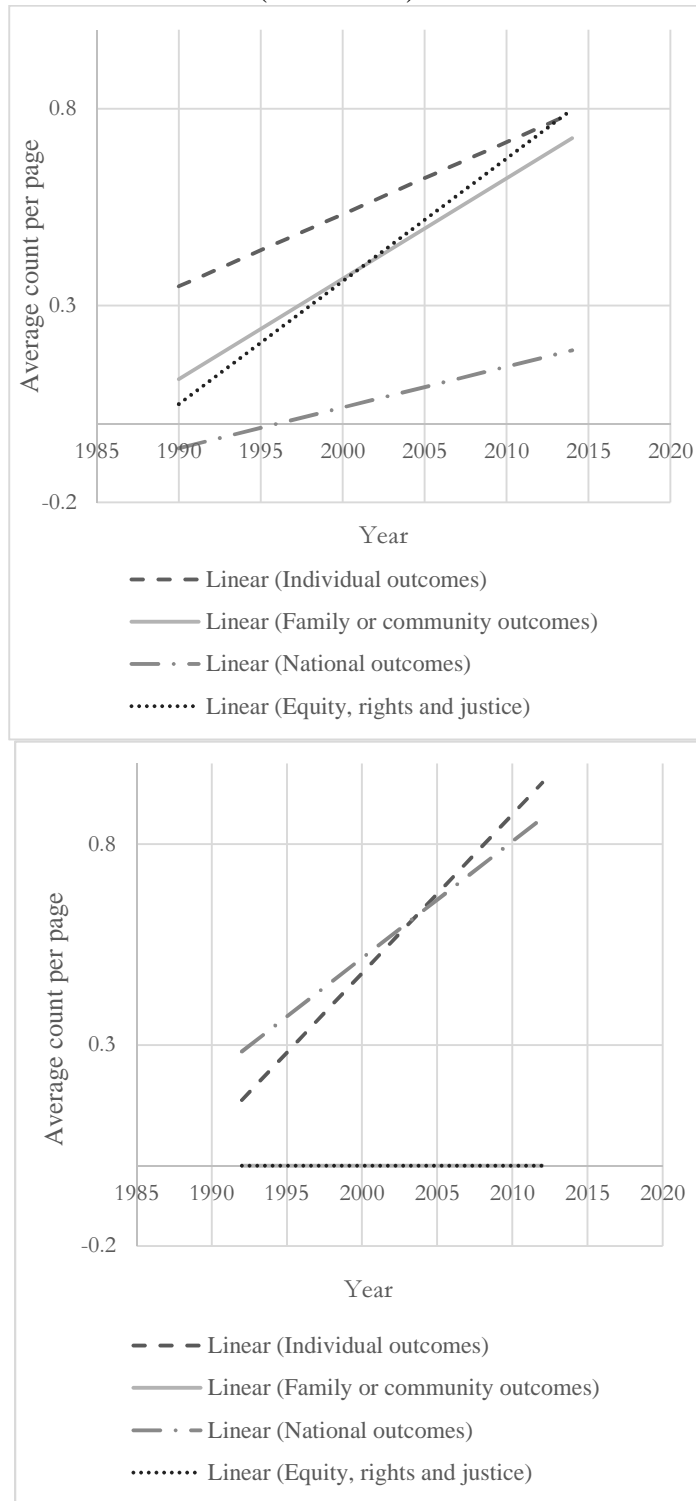 0.8
0.3
-0.2
1985 1990 1995 2000 2005 2010 2015 2020
Average count per page
Year
Linear (Individual outcomes)
Linear (Family or community outcomes)
Linear (National outcomes)
Linear (Equity, rights and justice)
0.8
0.3
-0.2
1985 1990 1995 2000 2005 2010 2015 2020
Average count per page
Year
Linear (Individual outcomes)
Linear (Family or community outcomes)
Linear (National outcomes)
Linear (Equity, rights and justice)